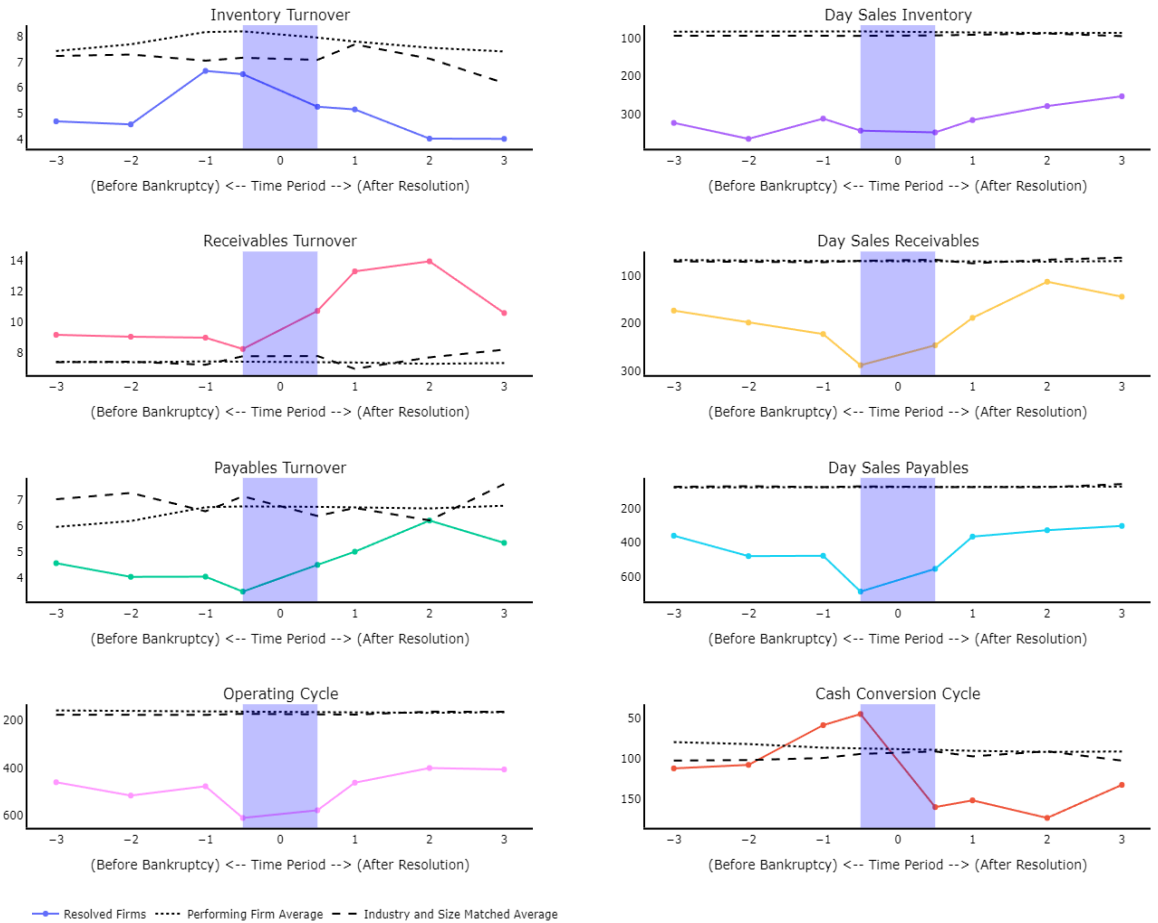 Inventory Turnover
8
7
6
5
4
−3 −2 −1 0 1 2 3
(Before Bankruptcy) <-- Time Period --> (After Resolution)
Day Sales Inventory
100
200
300
−3 −2 −1 0 1 2 3
(Before Bankruptcy) <-- Time Period --> (After Resolution)
Receivables Turnover
14
12
10
8
−3 −2 −1 0 1 2 3
(Before Bankruptcy) <-- Time Period --> (After Resolution)
Day Sales Receivables
100
200
300
−3 −2 −1 0 1 2 3
(Before Bankruptcy) <-- Time Period --> (After Resolution)
Payables Turnover
7
6
5
4
−3 −2 −1 0 1 2 3
(Before Bankruptcy) <-- Time Period --> (After Resolution)
Day Sales Payables
200
400
600
−3 −2 −1 0 1 2 3
(Before Bankruptcy) <-- Time Period --> (After Resolution)
Operating Cycle
200
400
600
−3 −2 −1 0 1 2 3
(Before Bankruptcy) <-- Time Period --> (After Resolution)
Cash Conversion Cycle
50
100
150
−3 −2 −1 0 1 2 3
(Before Bankruptcy) <-- Time Period --> (After Resolution)
Resolved Firms Performing Firm Average Industry and Size Matched Average